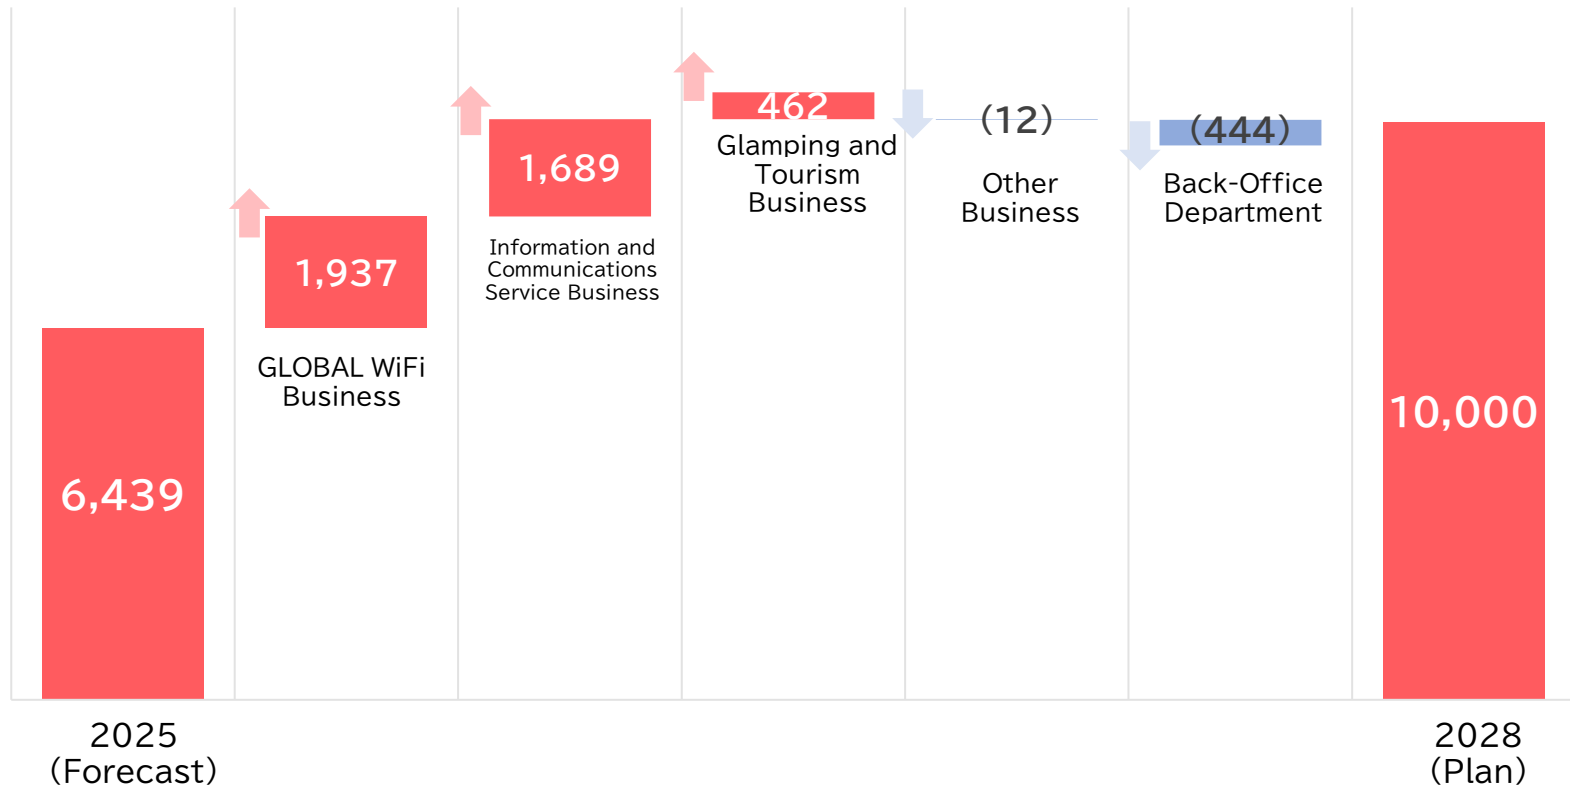 6,439
2025
(Forecast)
1,937
GLOBAL WiFi
Business
1,689
Information and
Communications
Service Business
462
Glamping and
Tourism
Business
(12)
Other
Business
(444)
Back-Office
Department
10,000
2028
(Plan)